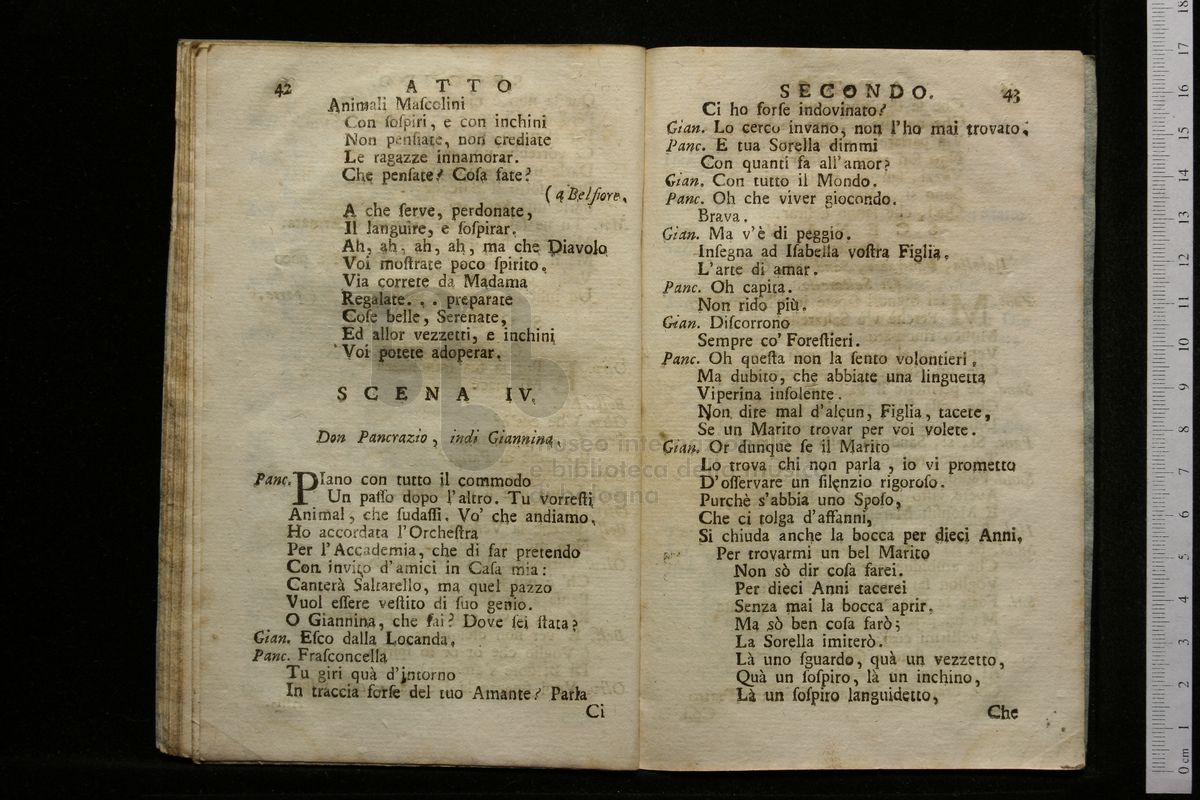 42 ATTO
Animali Maſcolini
Con ſoſpiri, e con inchini
Non penſiate, non crediate
Le ragazze innamorar.
Che penſate? Coſa fate?
(a Belfiore.
A che ſerve, perdonate,
Il languire, e ſoſpirar.
Ah, ah, ah, ah, ma che Diavolo
Voi moſtrate poco ſpirito.
Via correte da Madama
Regalate... preparate
Coſe belle, Serenate,
Ed allor vezzetti, e inchini
Voi potete adoperar.
SCENA IV.
Don Pancrazio, indi Giannina.
Panc. PIano con tutto il commodo
Un paſſo dopo l'altro. Tu vorreſti
Animal, che ſudaſſi. Vo' che andiamo.
Ho accordata l'Orcheſtra
Per l'Accademia, che di far pretendo
Con invito d'amici in Caſa mia:
Canterà Saltarello, ma quel pazzo
Vuol eſſere veſtito di ſuo genio.
O Giannina, che fai? Dove ſei ſtata?
Gian. Eſco dalla Locanda.
Panc. Fraſconcella
Tu giri quà d'intorno
In traccia forſe del tuo Amante? Parla
Ci
SECONDO. 43
Ci ho forſe indovinato?
Gian. Lo cerco invano, non l'ho mai trovato.
Panc. E tua Sorella dimmi
Con quanti fa all'amor?
Gian. Con tutto il Mondo.
Panc. Oh che viver giocondo.
Brava.
Gian. Ma v'è di peggio.
Inſegna ad Iſabella voſtra Figlia.
L'arte di amar.
Panc. Oh capita.
Non rido più.
Gian. Diſcorrono
Sempre co' Foreſtieri.
Panc. Oh queſta non la ſento volontieri.
Ma dubito, che abbiate una linguetta
Viperina inſolente.
Non dite mal d'alcun, Figlia, tacete,
Se un Marito trovar per voi volete.
Gian. Or dunque ſe il Marito
Lo trova chi non parla, io vi prometto
D'oſſervare un ſilenzio rigoroſo.
Purchè s'abbia uno Spoſo,
Che ci tolga d'affanni,
Si chiuda anche la bocca per dieci Anni.
Per trovarmi un bel Marito
Non sò dir coſa farei.
Per dieci Anni tacerei
Senza mai la bocca aprir.
Ma sò ben coſa farò;
La Sorella imiterò.
Là uno ſguardo, quà un vezzetto,
Quà un ſoſpiro, là un inchino,
Là un ſoſpiro languidetto,
Che